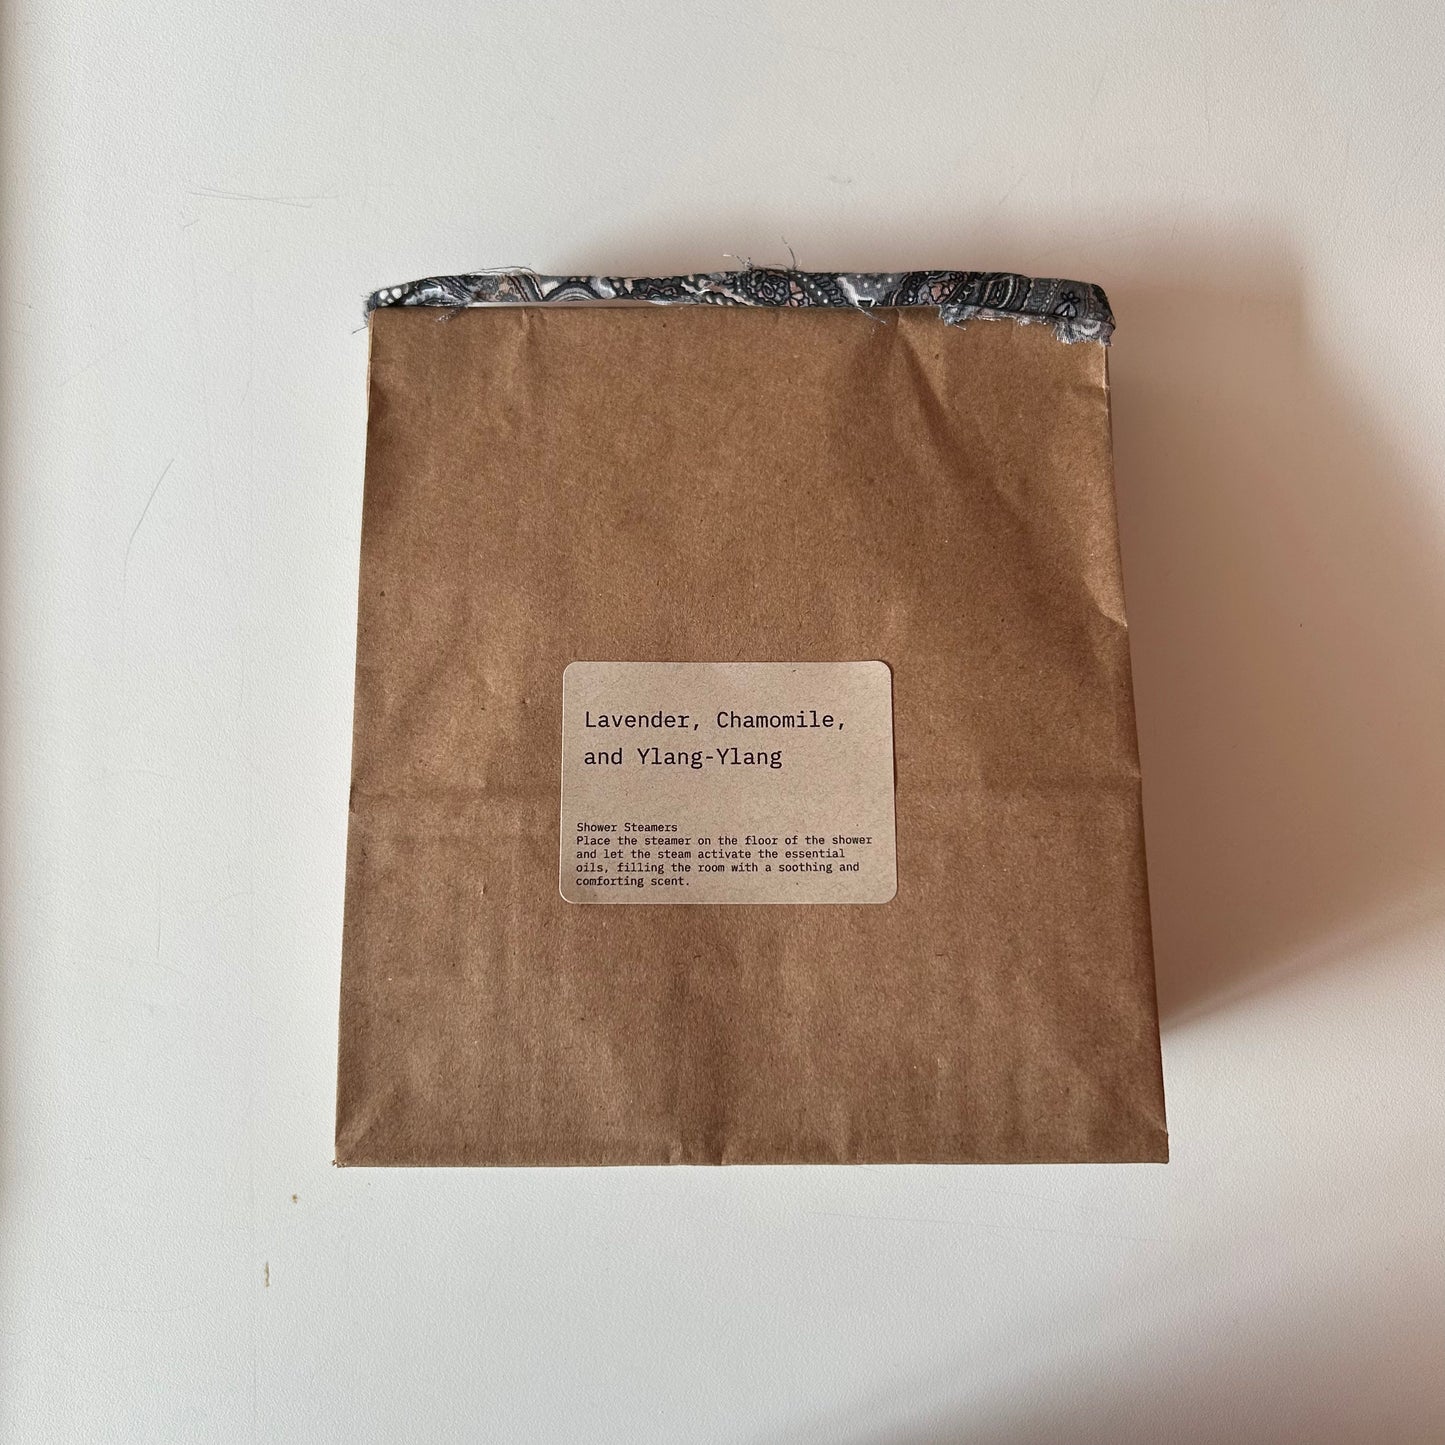 Lavender, Chamomile,
and Ylang-Ylang
Shower Steamers
Place the steamer on the floor of the shower
and let the steam activate the essential
oils, filling the room with a soothing and
comforting scent.